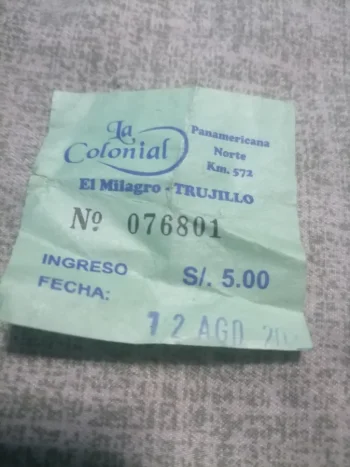 La
Colonial
Panamericana
Norte
Km. 572
El Milagro - TRUJILLO
Nº 076801
INGRESO S/. 5.00
FECHA:
12 AGO